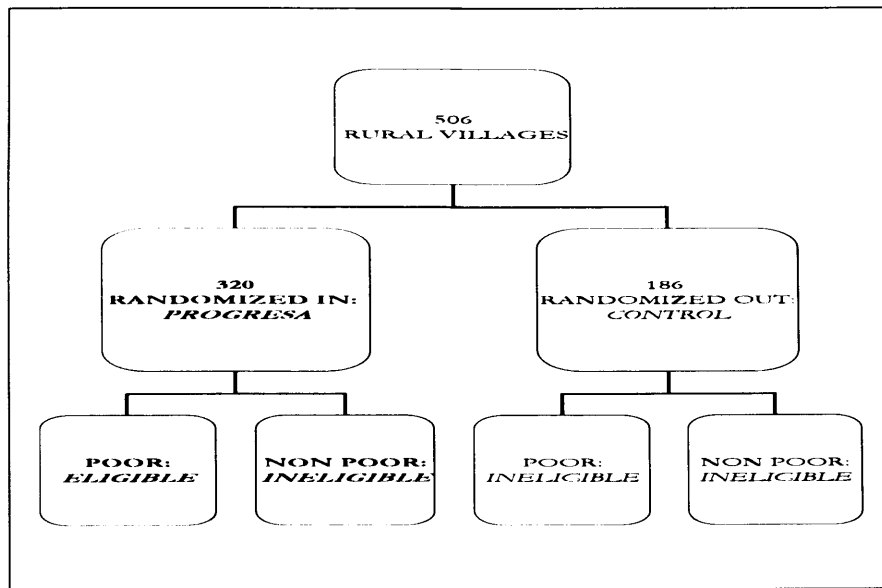 506
RURAL VILLAGES
320
RANDOMIZED IN:
PROGRESA
186
RANDOMIZED OUT:
CONTROL
POOR:
ELIGIBLE
NON POOR:
INELIGIBLE
POOR:
INELIGIBLE
NON POOR:
INELIGIBLE